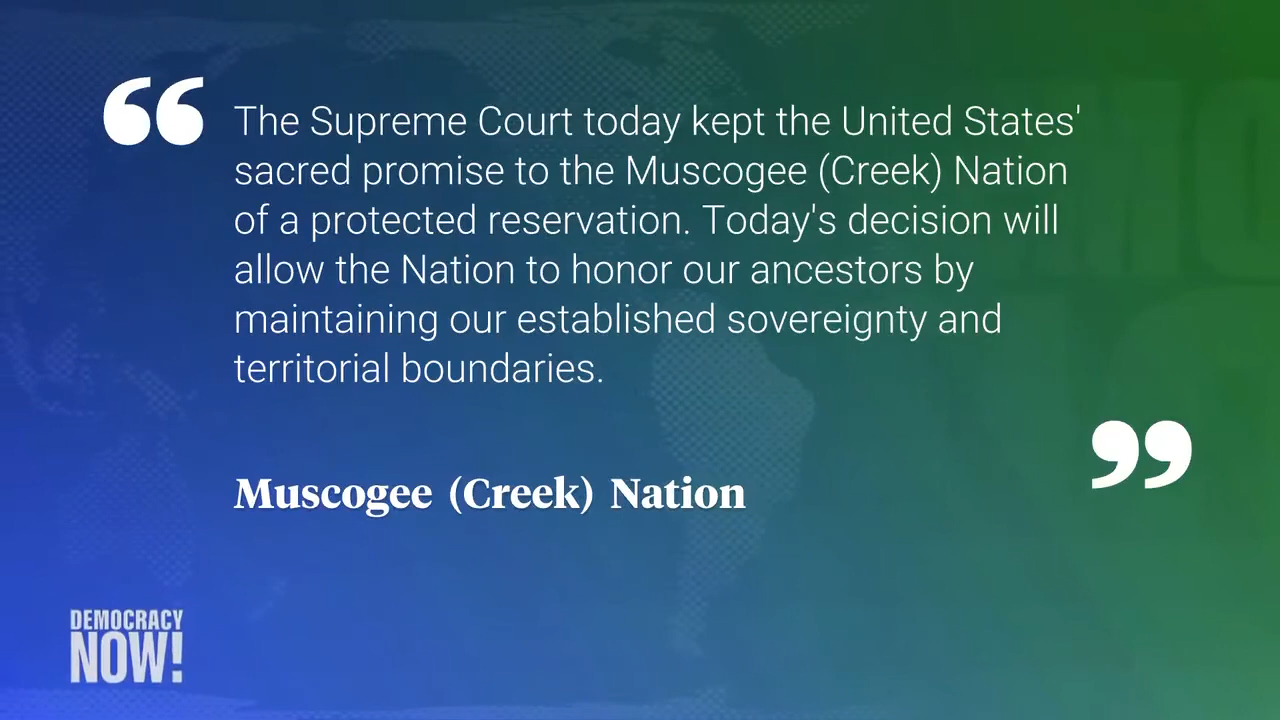 “
The Supreme Court today kept the United States'
sacred promise to the Muscogee (Creek) Nation
of a protected reservation. Today's decision will
allow the Nation to honor our ancestors by
maintaining our established sovereignty and
territorial boundaries.
”
Muscogee (Creek) Nation
DEMOCRACY
NOW!